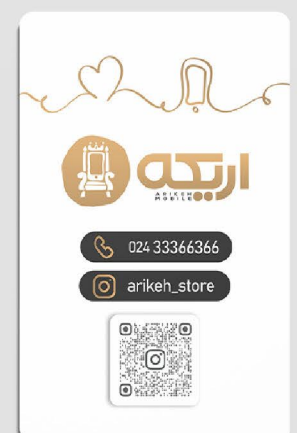 اریکه
ARIKEH
MOBILE
024 33366366
arikeh_store